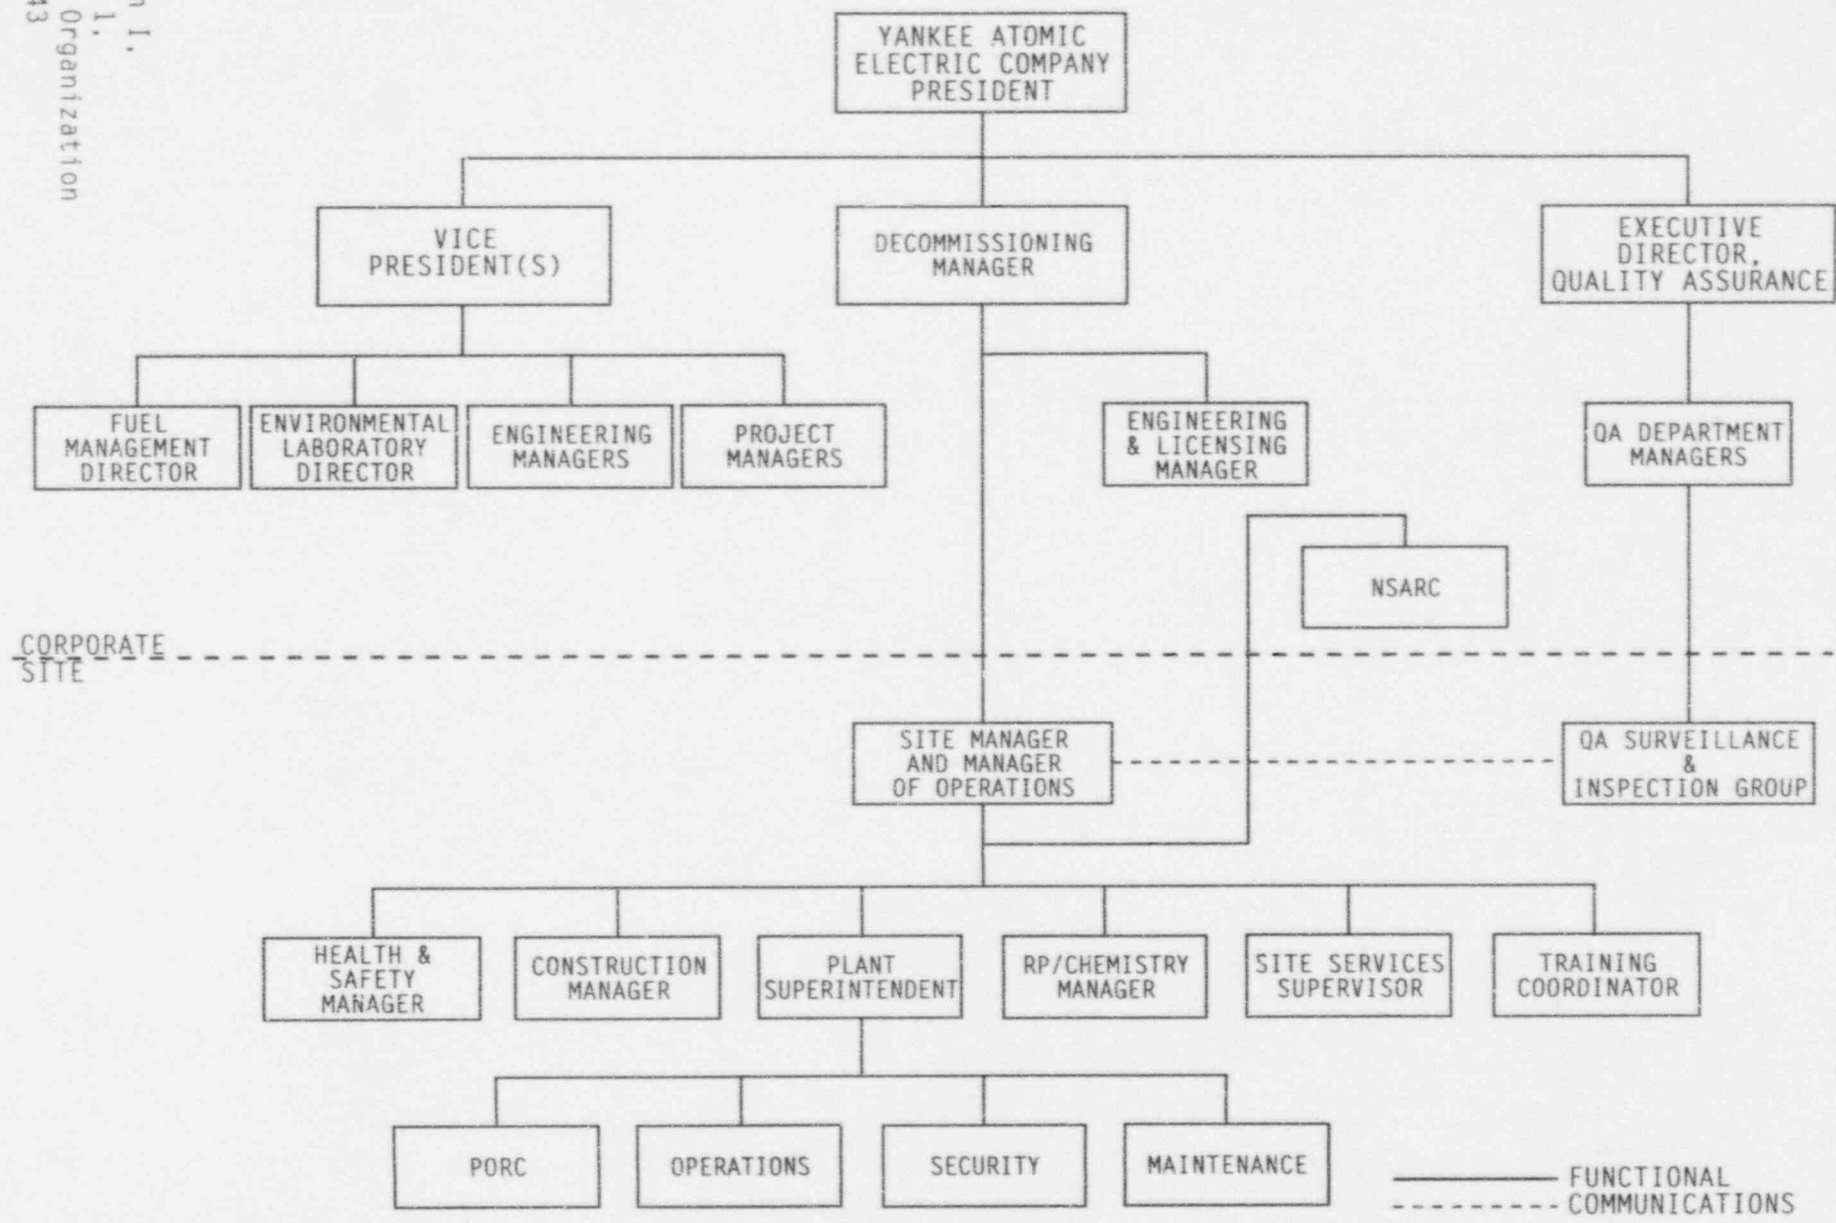 Organization
YANKEE ATOMIC
ELECTRIC COMPANY
PRESIDENT
VICE
PRESIDENT(S)
DECOMMISSIONING
MANAGER
EXECUTIVE
DIRECTOR,
QUALITY ASSURANCE
FUEL
MANAGEMENT
DIRECTOR
ENVIRONMENTAL
LABORATORY
DIRECTOR
ENGINEERING
MANAGERS
PROJECT
MANAGERS
ENGINEERING
& LICENSING
MANAGER
QA DEPARTMENT
MANAGERS
NSARC
CORPORATE
SITE
SITE MANAGER
AND MANAGER
OF OPERATIONS
QA SURVEILLANCE
&
INSPECTION GROUP
HEALTH &
SAFETY
MANAGER
CONSTRUCTION
MANAGER
PLANT
SUPERINTENDENT
RP/CHEMISTRY
MANAGER
SITE SERVICES
SUPERVISOR
TRAINING
COORDINATOR
PORC
OPERATIONS
SECURITY
MAINTENANCE
FUNCTIONAL
COMMUNICATIONS